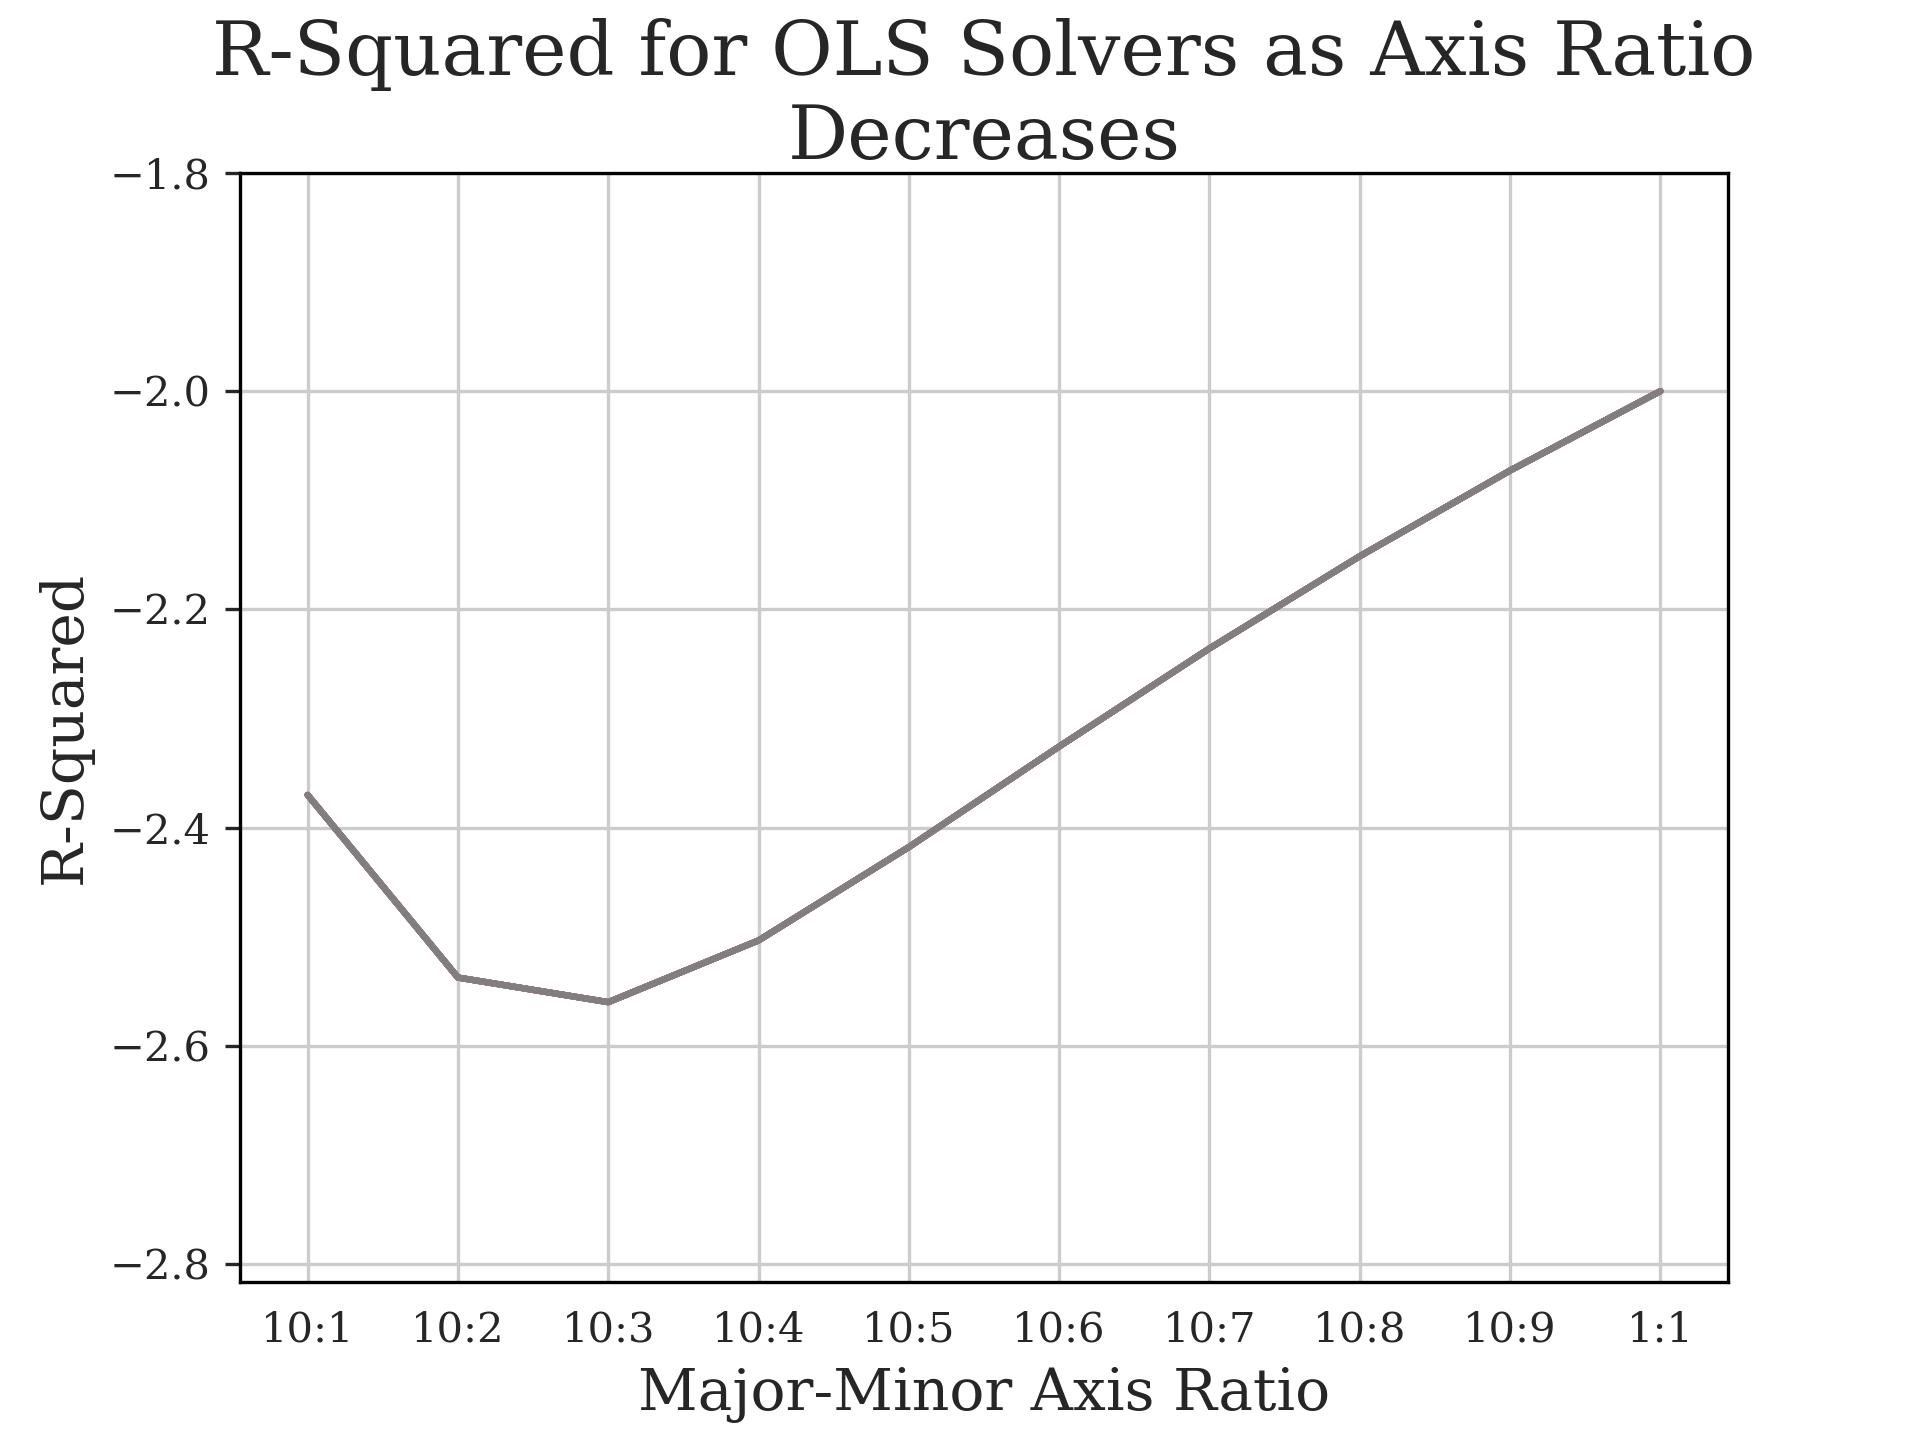 R-Squared for OLS Solvers as Axis Ratio
Decreases
−1.8
−2.0
−2.2
−2.4
−2.6
−2.8
R-Squared
10:1 10:2 10:3 10:4 10:5 10:6 10:7 10:8 10:9 1:1
Major-Minor Axis Ratio